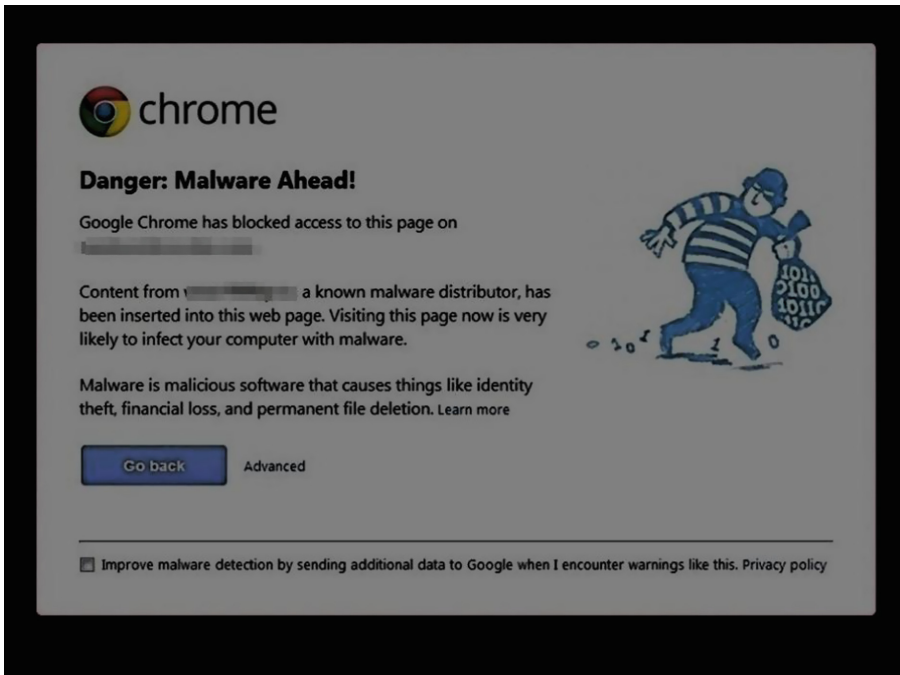 chrome
Danger: Malware Ahead!
Google Chrome has blocked access to this page on
Content from a known malware distributor, has
been inserted into this web page. Visiting this page now is very
likely to infect your computer with malware.
Malware is malicious software that causes things like identity
theft, financial loss, and permanent file deletion. Learn more
Go back Advanced
Improve malware detection by sending additional data to Google when I encounter warnings like this. Privacy policy